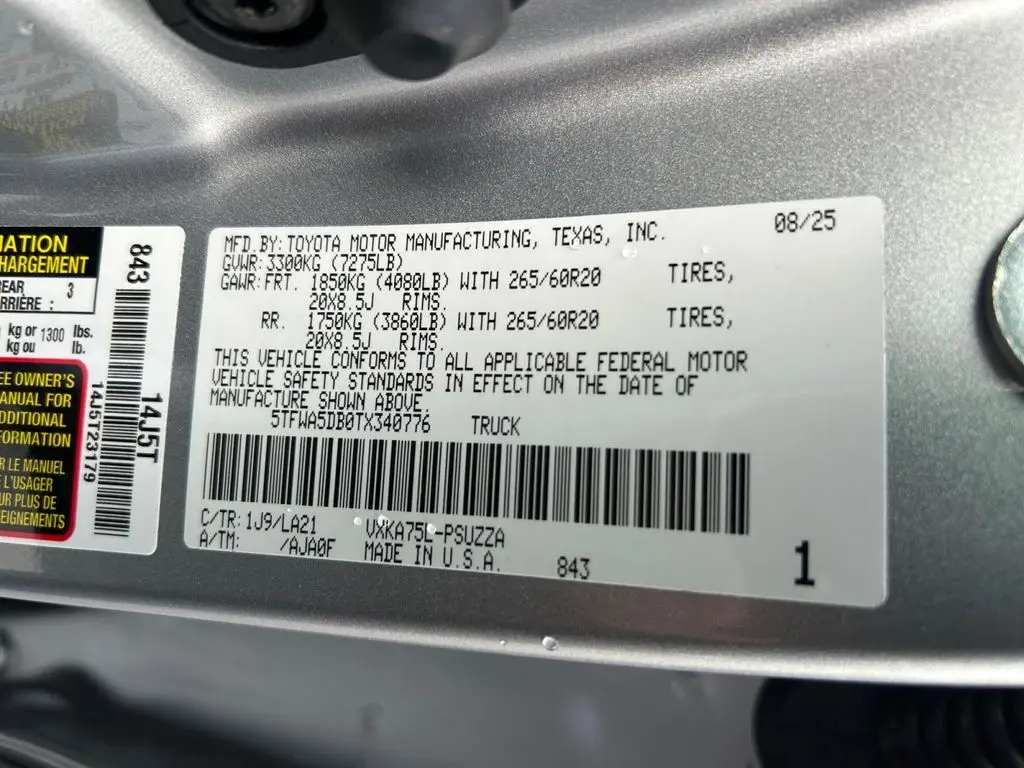 MATION
HARGEMENT
REAR
RRIÈRE : 3
kg or 1300 lbs.
kg ou lb.
EE OWNER'S
ANUAL FOR
DDITIONAL
FORMATION
R LE MANUEL
L'USAGER
UR PLUS DE
EIGNEMENTS
843
14J5T
14J5T23179
MFD.BY:TOYOTA MOTOR MANUFACTURING, TEXAS, INC. 08/25
GVWR:3300KG (7275LB)
GAWR:FRT. 1850KG (4080LB) WITH 265/60R20 TIRES,
20X8.5J RIMS.
RR. 1750KG (3860LB) WITH 265/60R20 TIRES,
20X8.5J RIMS.
THIS VEHICLE CONFORMS TO ALL APPLICABLE FEDERAL MOTOR
VEHICLE SAFETY STANDARDS IN EFFECT ON THE DATE OF
MANUFACTURE SHOWN ABOVE.
5TFWA5DB0TX340776 TRUCK
C/TR:1J9/LA21 VXKA75L-PSUZZA
A/TM: /AJA0F MADE IN U.S.A. 843
1